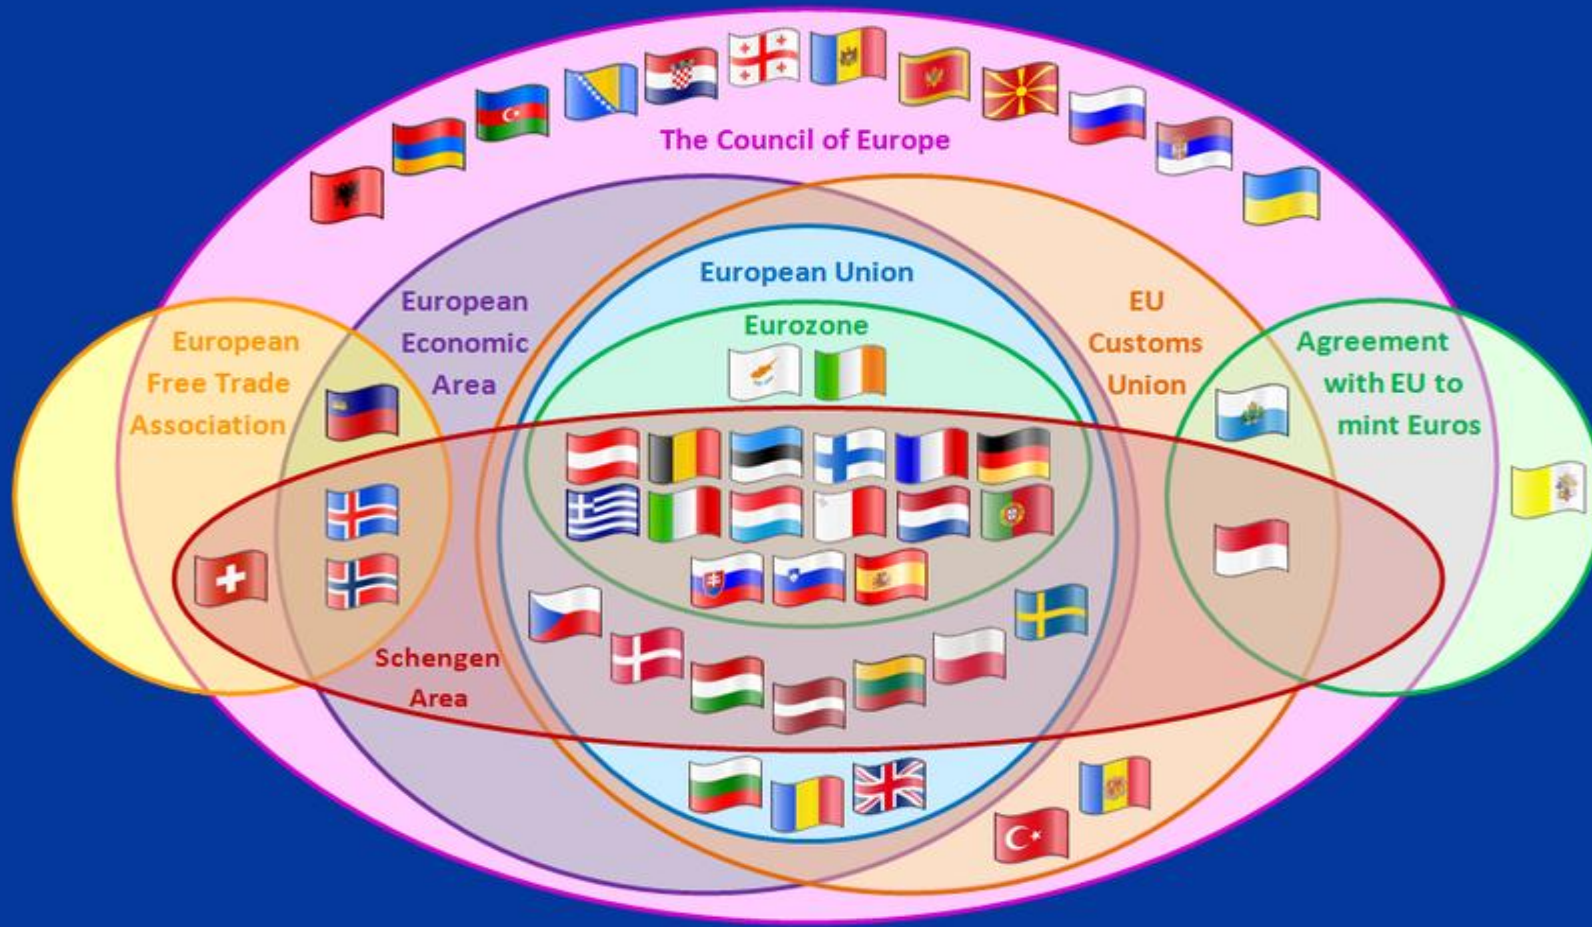 The Council of Europe
European Union
Eurozone
European
Economic
Area
EU
Customs
Union
European
Free Trade
Association
Agreement
with EU to
mint Euros
Schengen
Area